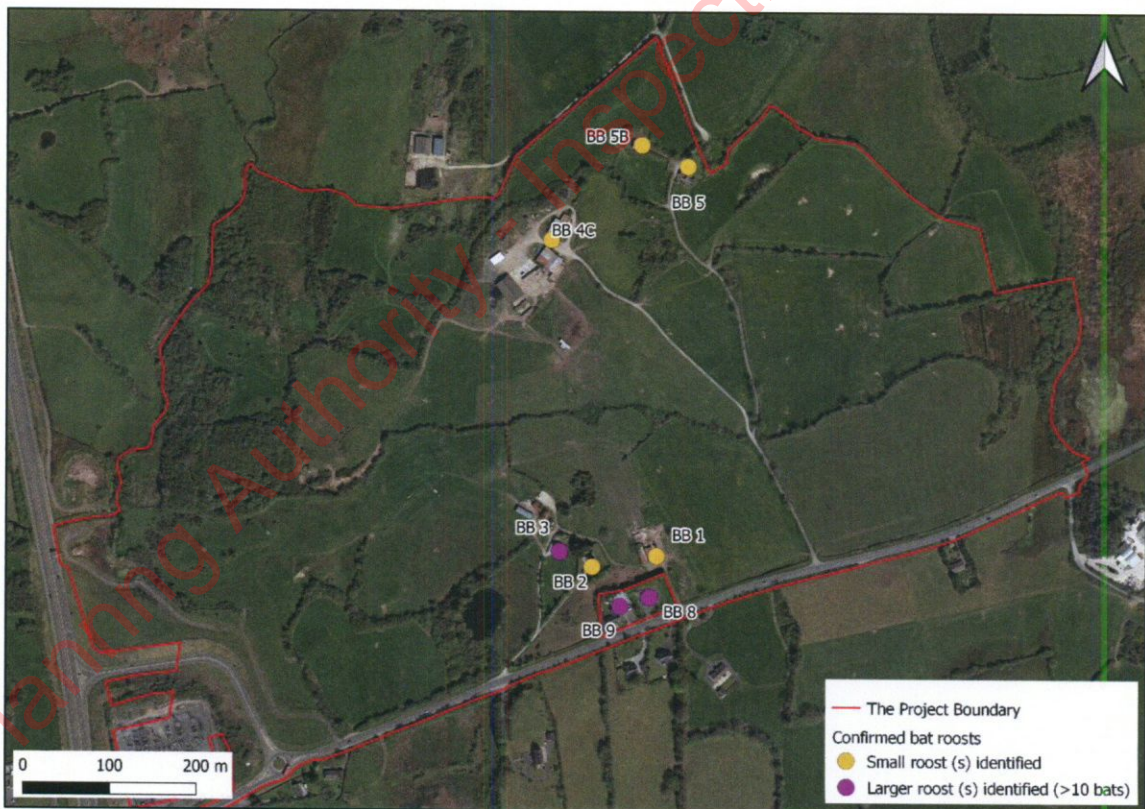 BB 5B
BB 5
BB 4C
BB 3
BB 1
BB 2
BB 8
BB 9
The Project Boundary
Confirmed bat roosts
Small roost (s) identified
Larger roost (s) identified (>10 bats)
0 100 200 m
anning Authority - Inspect